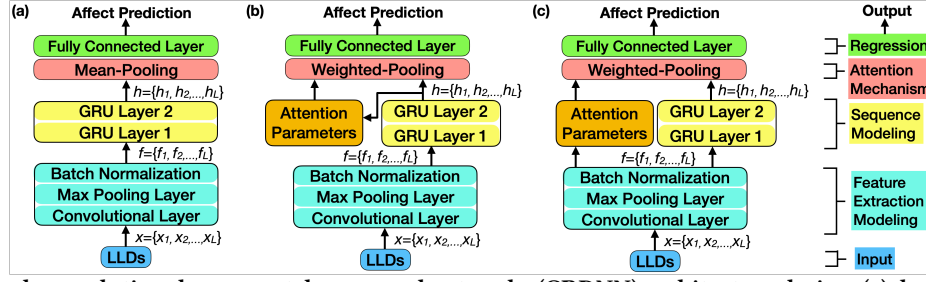 (a) Affect Prediction
Fully Connected Layer
Mean-Pooling
h={h1, h2,...,hL}
GRU Layer 2
GRU Layer 1
f={f1, f2,...,fL}
Batch Normalization
Max Pooling Layer
Convolutional Layer
x={x1, x2,...,xL}
LLDs
(b) Affect Prediction
Fully Connected Layer
Weighted-Pooling
h={h1, h2,...,hL}
Attention
Parameters
GRU Layer 2
GRU Layer 1
f={f1, f2,...,fL}
Batch Normalization
Max Pooling Layer
Convolutional Layer
x={x1, x2,...,xL}
LLDs
(c) Affect Prediction
Fully Connected Layer
Weighted-Pooling
h={h1, h2,...,hL}
Attention
Parameters
GRU Layer 2
GRU Layer 1
f={f1, f2,...,fL}
Batch Normalization
Max Pooling Layer
Convolutional Layer
x={x1, x2,...,xL}
LLDs
Output
Regression
Attention
Mechanism
Sequence
Modeling
Feature
Extraction
Modeling
Input